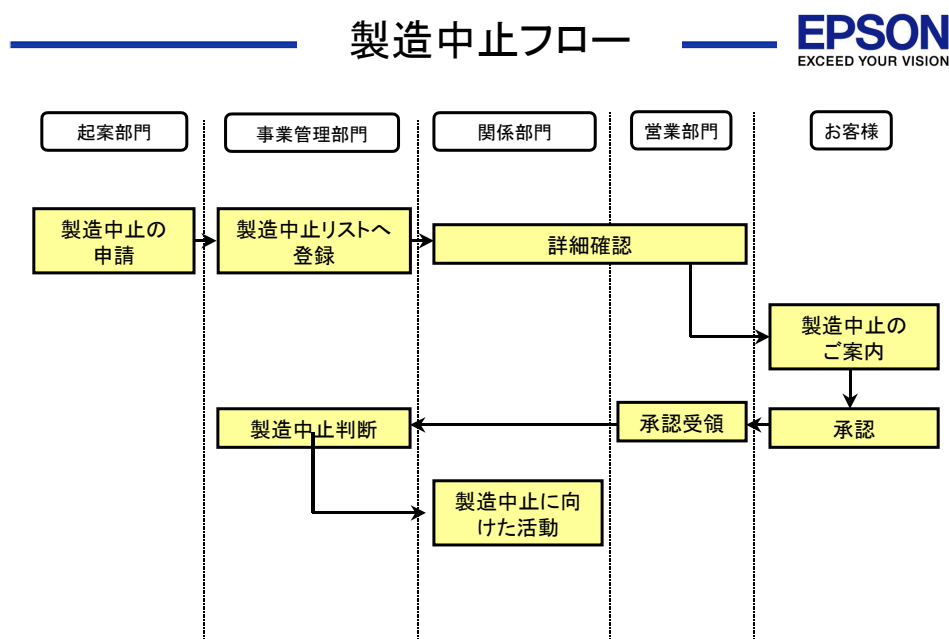 製造中止フロー
EPSON
EXCEED YOUR VISION
起案部門
事業管理部門
関係部門
営業部門
お客様
製造中止の
申請
製造中止リストへ
登録
詳細確認
製造中止の
ご案内
製造中止判断
承認受領
承認
製造中止に向
けた活動